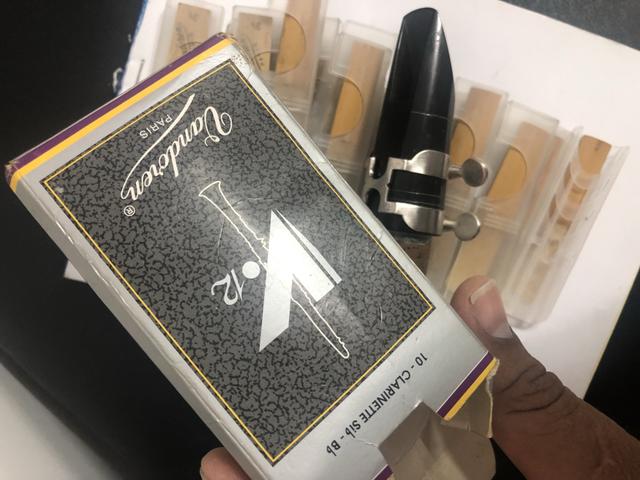 Vandoren®
PARIS
V•12
10 - CLARINETTE Sib - Bb